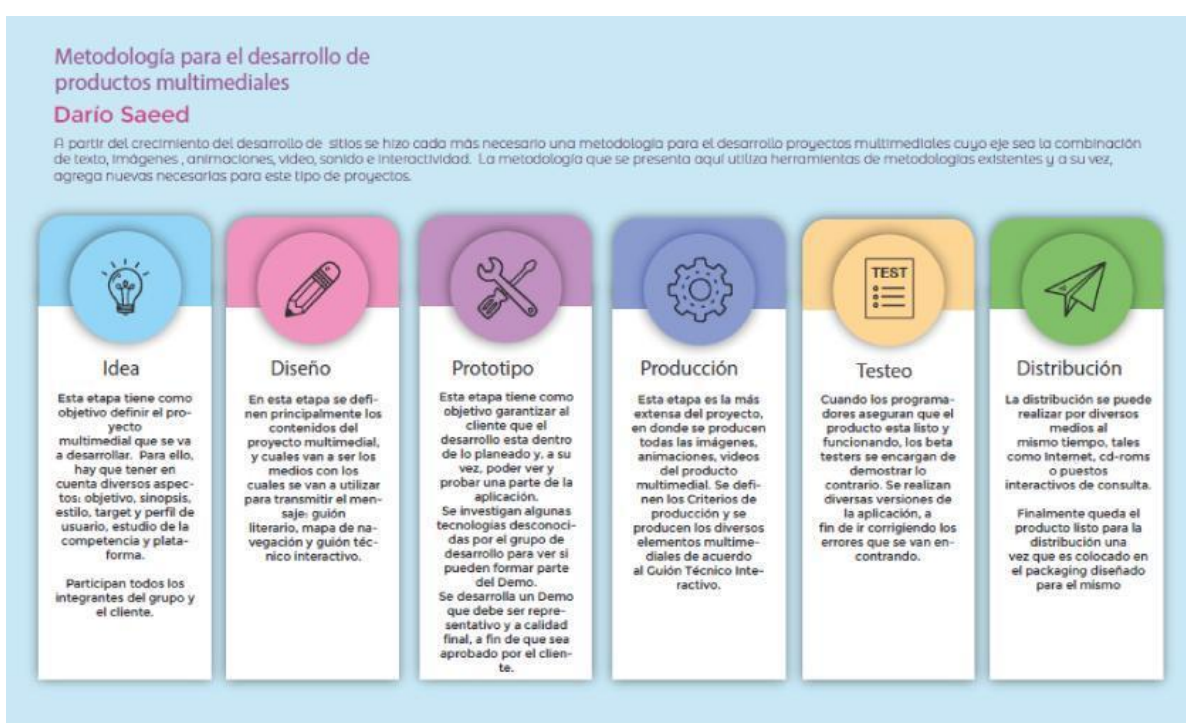 Metodología para el desarrollo de
productos multimediales
Darío Saeed
A partir del crecimiento del desarrollo de sitios se hizo cada más necesario una metodología para el desarrollo proyectos multimediales cuyo eje sea la combinación
de texto, imágenes , animaciones, video, sonido e interactividad. La metodología que se presenta aquí utiliza herramientas de metodologías existentes y a su vez,
agrega nuevas necesarias para este tipo de proyectos.
Idea
Esta etapa tiene como
objetivo definir el pro-
yecto
multimedial que se va
a desarrollar. Para ello,
hay que tener en
cuenta diversos aspec-
tos: objetivo, sinopsis,
estilo, target y perfil de
usuario, estudio de la
competencia y plata-
forma.
Participan todos los
integrantes del grupo y
el cliente.
Diseño
En esta etapa se defi-
nen principalmente los
contenidos del
proyecto multimedial,
y cuales van a ser los
medios con los
cuales se van a utilizar
para transmitir el men-
saje: guión
literario, mapa de na-
vegación y guión téc-
nico interactivo.
Prototipo
Esta etapa tiene como
objetivo garantizar al
cliente que el
desarrollo esta dentro
de lo planeado y, a su
vez, poder ver y
probar una parte de la
aplicación.
Se investigan algunas
tecnologías desconoci-
das por el grupo de
desarrollo para ver si
pueden formar parte
del Demo.
Se desarrolla un Demo
que debe ser repre-
sentativo y a calidad
final, a fin de que sea
aprobado por el clien-
te.
Producción
Esta etapa es la más
extensa del proyecto,
en donde se producen
todas las imágenes,
animaciones, videos
del producto
multimedial. Se defi-
nen los Criterios de
producción y se
producen los diversos
elementos multime-
diales de acuerdo
al Guión Técnico Inte-
ractivo.
TEST
Testeo
Cuando los programa-
dores aseguran que el
producto esta listo y
funcionando, los beta
testers se encargan de
demostrar lo
contrario. Se realizan
diversas versiones de
la aplicación, a
fin de ir corrigiendo los
errores que se van en-
contrando.
Distribución
La distribución se puede
realizar por diversos
medios al
mismo tiempo, tales
como Internet, cd-roms
o puestos
interactivos de consulta.
Finalmente queda el
producto listo para la
distribución una
vez que es colocado en
el packaging diseñado
para el mismo